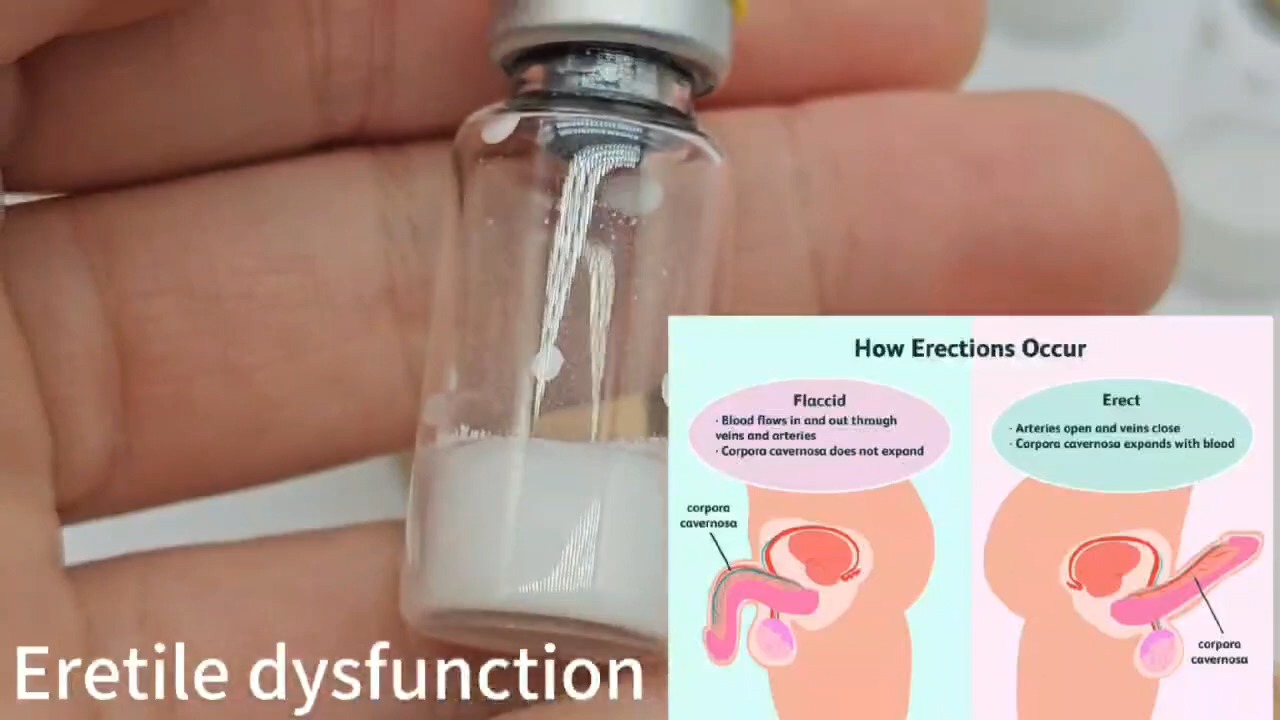 How Erections Occur
Flaccid
· Blood flows in and out through
veins and arteries
· Corpora cavernosa does not expand
Erect
· Arteries open and veins close
· Corpora cavernosa expands with blood
corpora
cavernosa
corpora
cavernosa
Eretile dysfunction